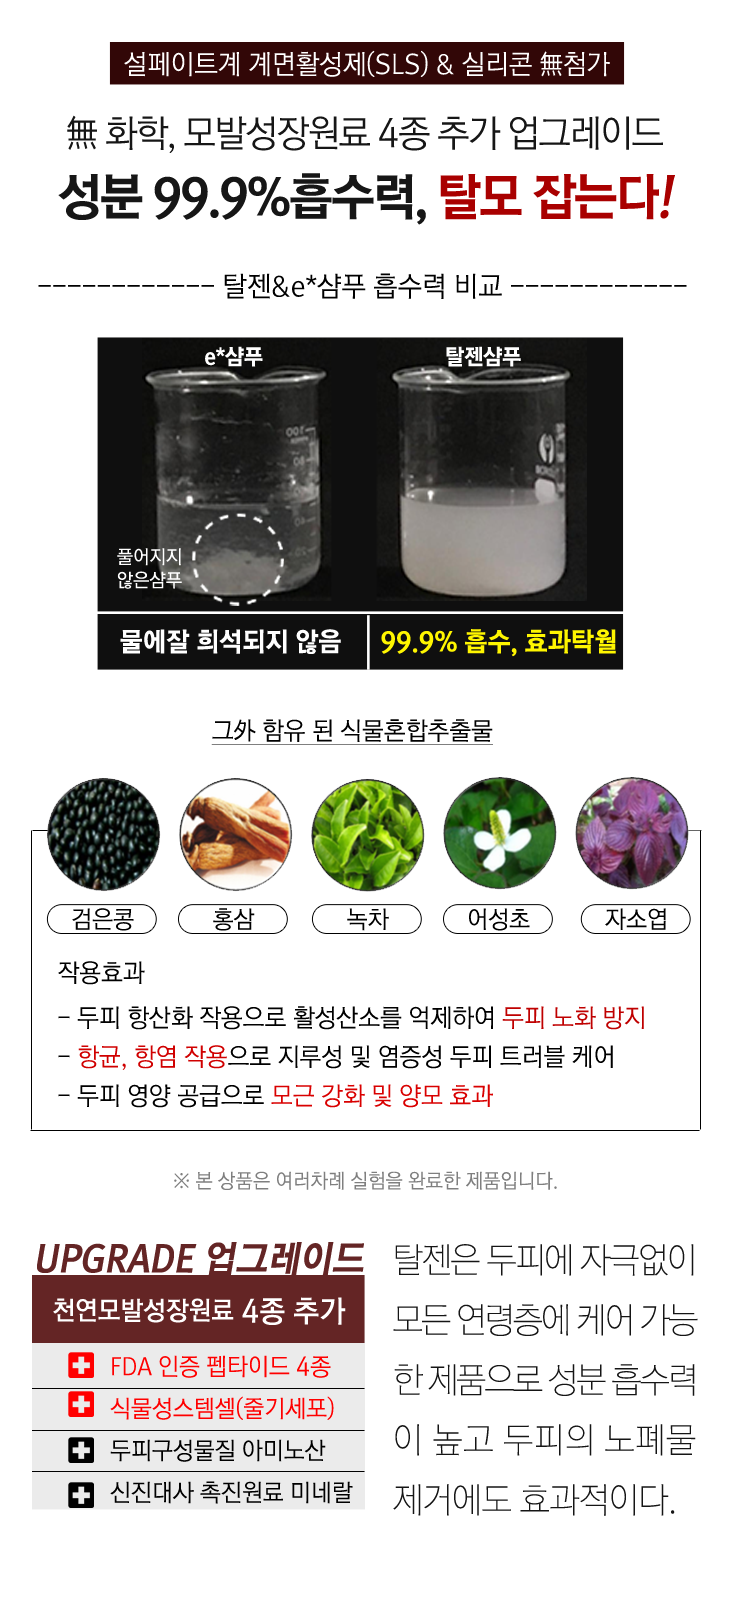 설페이트계 계면활성제(SLS) & 실리콘 無첨가
無 화학, 모발성장원료 4종 추가 업그레이드
성분 99.9%흡수력, 탈모 잡는다!
------------ 탈젠&e*샴푸 흡수력 비교 ------------
e*샴푸 탈젠샴푸
풀어지지
않은샴푸
물에잘 희석되지 않음 99.9% 흡수, 효과탁월
그外 함유 된 식물혼합추출물
검은콩 홍삼 녹차 어성초 자소엽
작용효과
- 두피 항산화 작용으로 활성산소를 억제하여 두피 노화 방지
- 항균, 항염 작용으로 지루성 및 염증성 두피 트러블 케어
- 두피 영양 공급으로 모근 강화 및 양모 효과
※ 본 상품은 여러차례 실험을 완료한 제품입니다.
UPGRADE 업그레이드
천연모발성장원료 4종 추가
FDA 인증 펩타이드 4종
식물성스템셀(줄기세포)
두피구성물질 아미노산
신진대사 촉진원료 미네랄
탈젠은 두피에 자극없이
모든 연령층에 케어 가능
한 제품으로 성분 흡수력
이 높고 두피의 노폐물
제거에도 효과적이다.